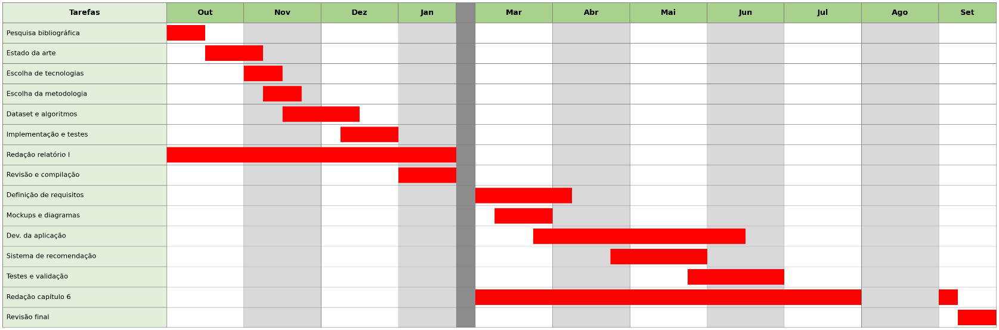 Tarefas Out Nov Dez Jan Mar Abr Mai Jun Jul Ago Set
Pesquisa bibliográfica
Estado da arte
Escolha de tecnologias
Escolha da metodologia
Dataset e algoritmos
Implementação e testes
Redação relatório I
Revisão e compilação
Definição de requisitos
Mockups e diagramas
Dev. da aplicação
Sistema de recomendação
Testes e validação
Redação capítulo 6
Revisão final